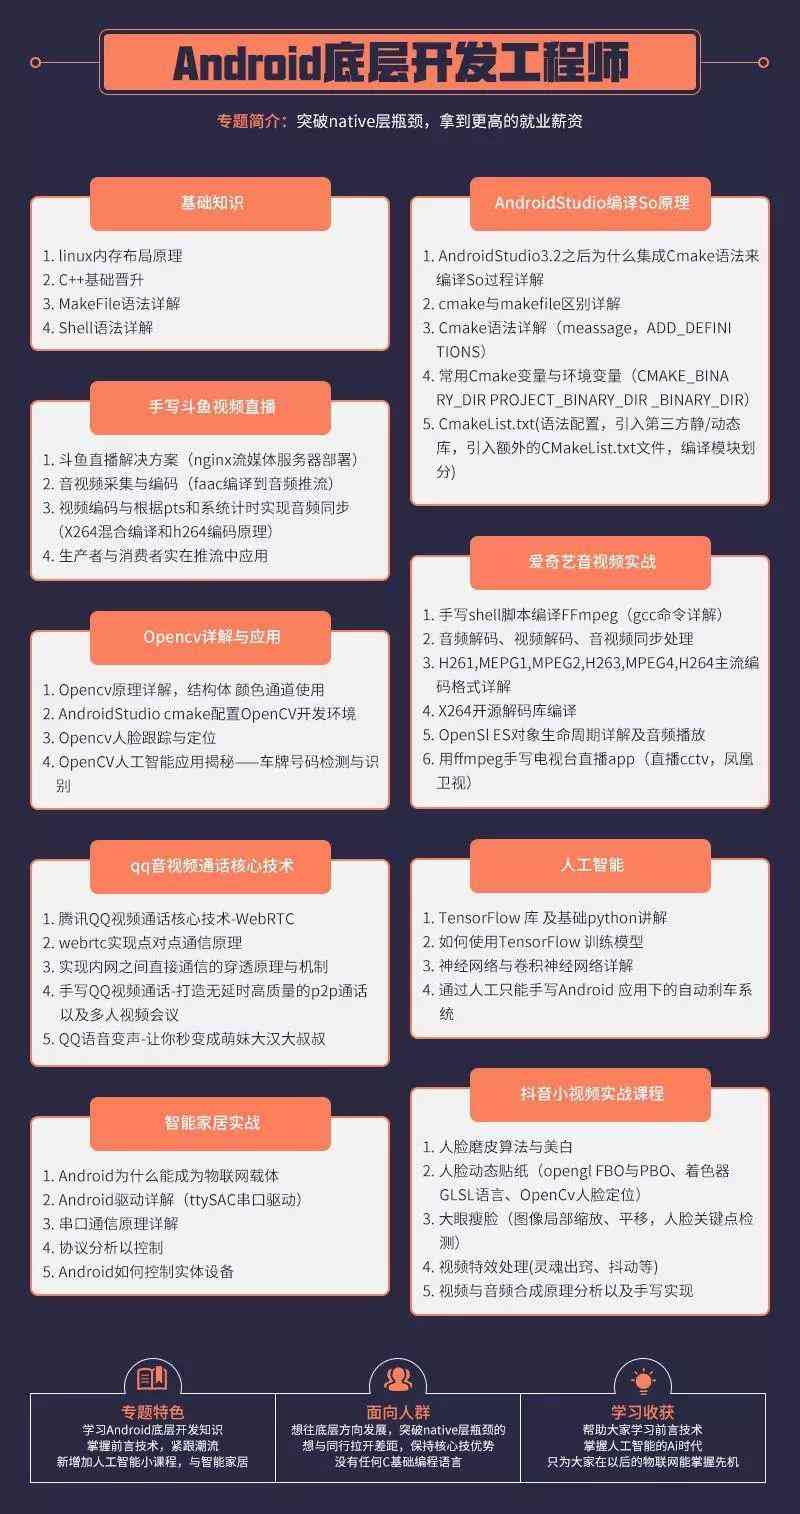 Android底层开发工程师
专题简介：突破native层瓶颈，拿到更高的就业薪资
基础知识
1. linux内存布局原理
2. C++基础晋升
3. MakeFile语法详解
4. Shell语法详解
手写斗鱼视频直播
1. 斗鱼直播解决方案（nginx流媒体服务器部署）
2. 音视频采集与编码（faac编译到音频推流）
3. 视频编码与根据pts和系统计时实现音频同步
（X264混合编译和h264编码原理）
4. 生产者与消费者实在推流中应用
Opencv详解与应用
1. Opencv原理详解，结构体 颜色通道使用
2. AndroidStudio cmake配置OpenCV开发环境
3. Opencv人脸跟踪与定位
4. OpenCV人工智能应用揭秘——车牌号码检测与识
别
qq音视频通话核心技术
1. 腾讯QQ视频通话核心技术-WebRTC
2. webrtc实现点对点通信原理
3. 实现内网之间直接通信的穿透原理与机制
4. 手写QQ视频通话-打造无延时高质量的p2p通话
以及多人视频会议
5. QQ语音变声-让你秒变成萌妹大汉大叔叔
智能家居实战
1. Android为什么能成为物联网载体
2. Android驱动详解（ttySAC串口驱动）
3. 串口通信原理详解
4. 协议分析以控制
5. Android如何控制实体设备
AndroidStudio编译So原理
1. AndroidStudio3.2之后为什么集成Cmake语法来
编译So过程详解
2. cmake与makefile区别详解
3. Cmake语法详解（meassage，ADD_DEFINI
TIONS）
4. 常用Cmake变量与环境变量（CMAKE_BINA
RY_DIR PROJECT_BINARY_DIR _BINARY_DIR）
5. CmakeList.txt(语法配置，引入第三方静/动态
库，引入额外的CMakeList.txt文件，编译模块划
分)
爱奇艺音视频实战
1. 手写shell脚本编译FFmpeg（gcc命令详解）
2. 音频解码、视频解码、音视频同步处理
3. H261,MEPG1,MPEG2,H263,MPEG4,H264主流编
码格式详解
4. X264开源解码库编译
5. OpenSl ES对象生命周期详解及音频播放
6. 用ffmpeg手写电视台直播app（直播cctv，凤凰
卫视）
人工智能
1. TensorFlow 库 及基础python讲解
2. 如何使用TensorFlow 训练模型
3. 神经网络与卷积神经网络详解
4. 通过人工只能手写Android 应用下的自动刹车系
统
抖音小视频实战课程
1. 人脸磨皮算法与美白
2. 人脸动态贴纸（opengl FBO与PBO、着色器
GLSL语言、OpenCv人脸定位）
3. 大眼瘦脸（图像局部缩放、平移，人脸关键点检
测）
4. 视频特效处理(灵魂出窍、抖动等)
5. 视频与音频合成原理分析以及手写实现
专题特色
学习Android底层开发知识
掌握前言技术，紧跟潮流
新增加人工智能小课程，与智能家居
面向人群
想往底层方向发展，突破native层瓶颈的
想与同行拉开差距，保持核心技优势
没有任何C基础编程语言
学习收获
帮助大家学习前言技术
掌握人工智能的Ai时代
只为大家在以后的物联网能掌握先机